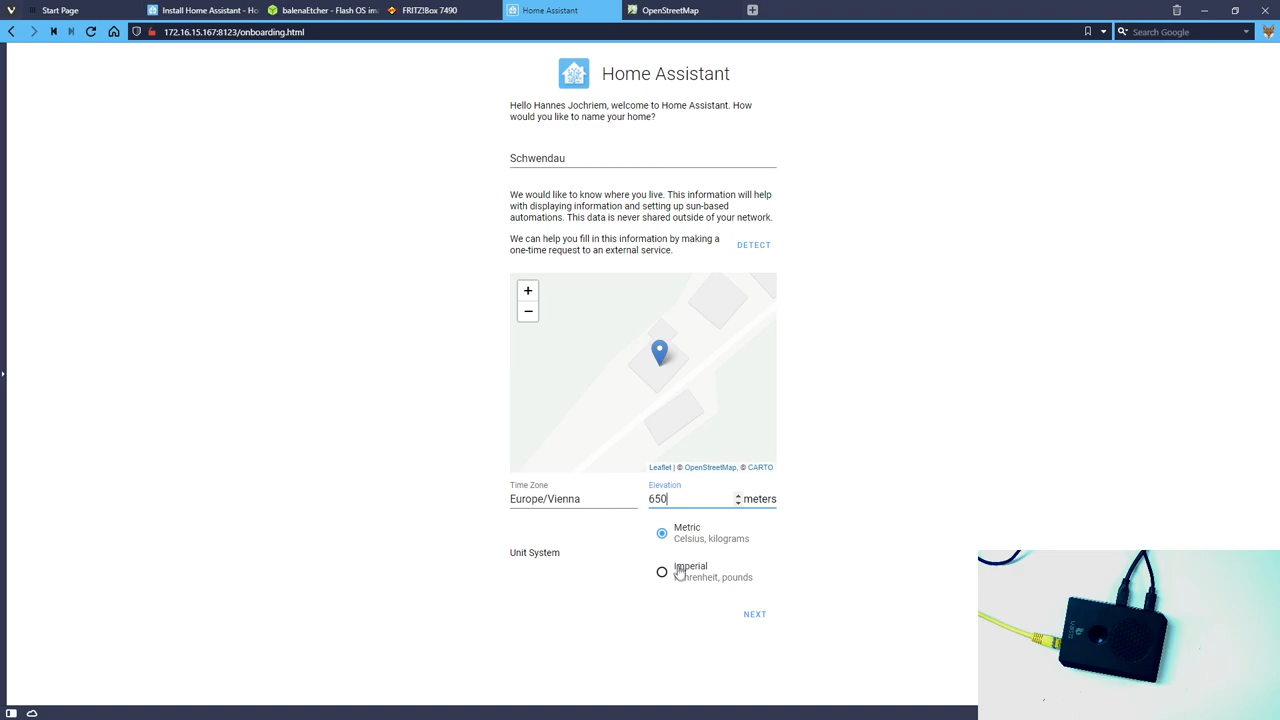 Start Page
Install Home Assistant - Ho
balenaEtcher - Flash OS im
FRITZ!Box 7490
Home Assistant
OpenStreetMap
172.16.15.167:8123/onboarding.html
Search Google
Home Assistant
Hello Hannes Jochriem, welcome to Home Assistant. How
would you like to name your home?
Schwendau
We would like to know where you live. This information will help
with displaying information and setting up sun-based
automations. This data is never shared outside of your network.
We can help you fill in this information by making a
one-time request to an external service.
DETECT
+
−
Leaflet | © OpenStreetMap, © CARTO
Time Zone
Europe/Vienna
Elevation
650
meters
Unit System
Metric
Celsius, kilograms
Imperial
Fahrenheit, pounds
NEXT